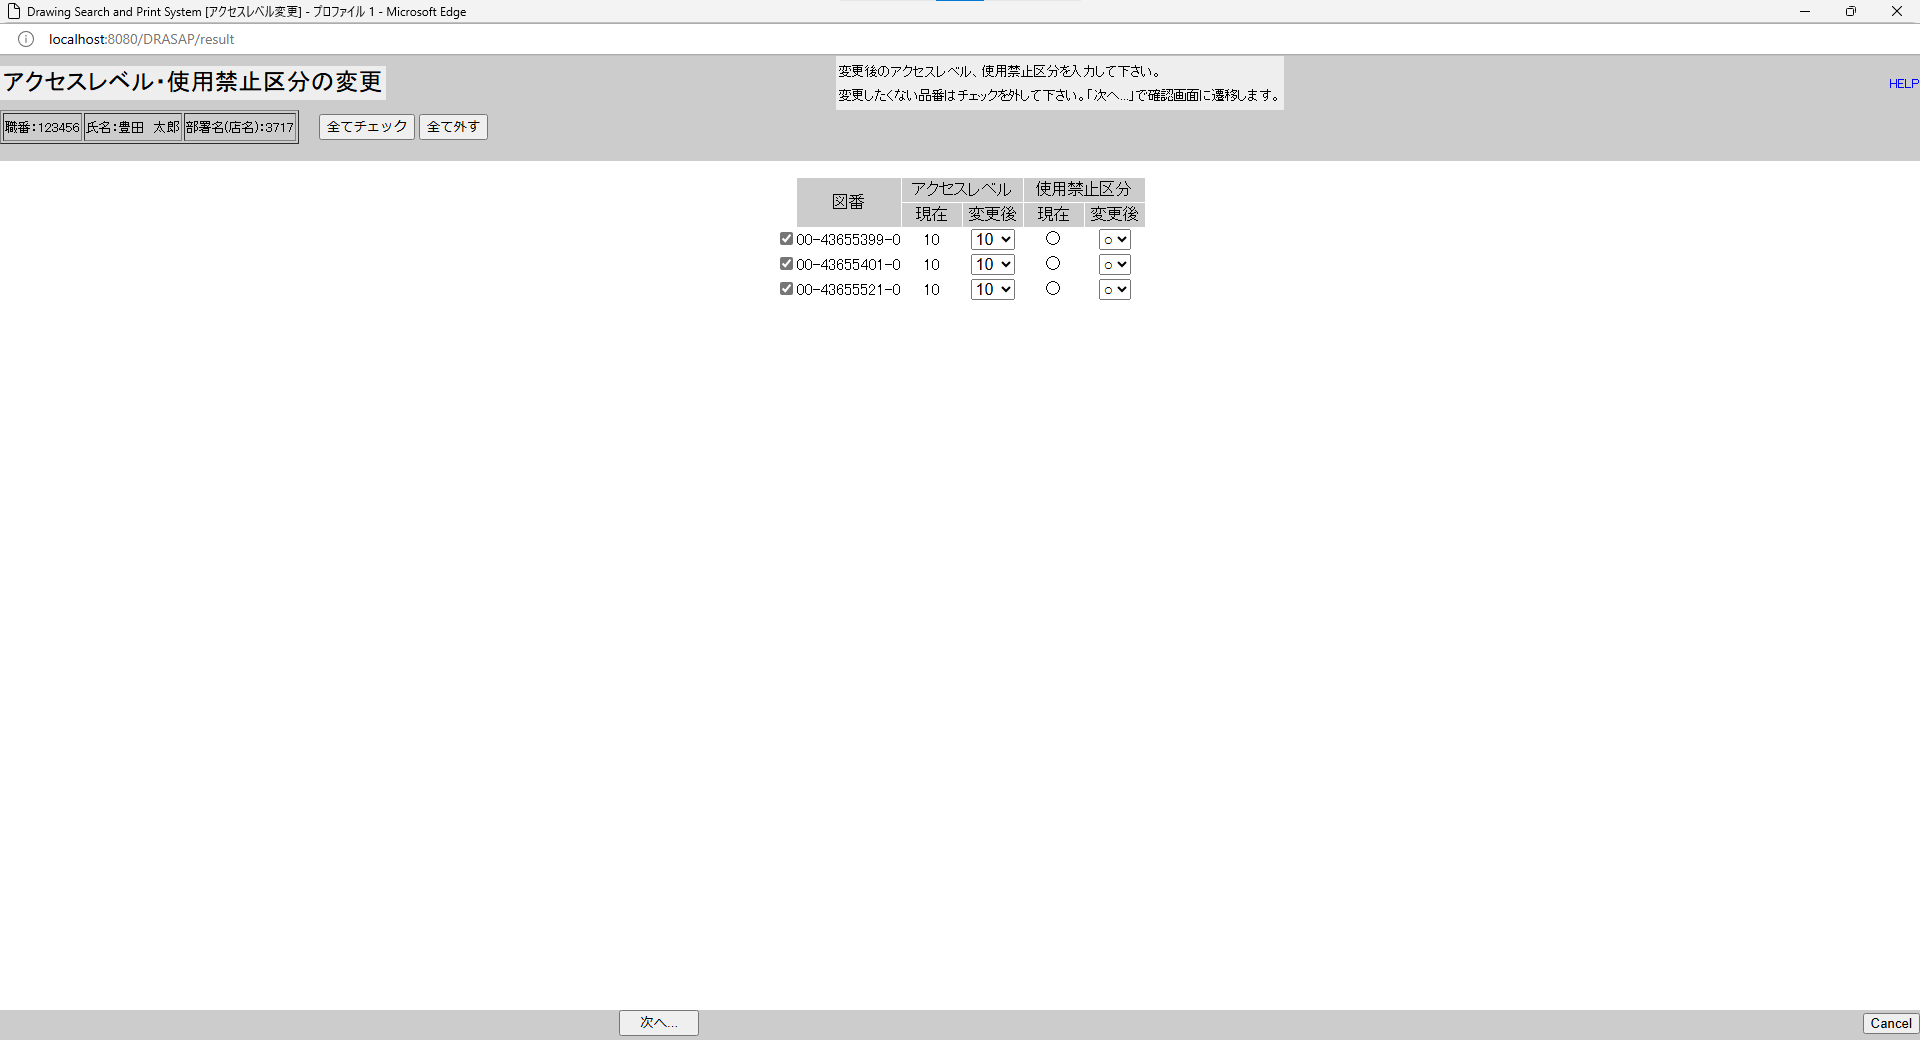 Drawing Search and Print System [アクセスレベル変更] - プロファイル 1 - Microsoft Edge
localhost:8080/DRASAP/result
アクセスレベル・使用禁止区分の変更
変更後のアクセスレベル、使用禁止区分を入力して下さい。
変更したくない品番はチェックを外して下さい。「次へ...」で確認画面に遷移します。
HELP
職番：123456 氏名：豊田　太郎 部署名(店名)：3717 全てチェック 全て外す
図番 アクセスレベル 使用禁止区分
現在 変更後 現在 変更後
00-43655399-0 10 10 ○ ○
00-43655401-0 10 10 ○ ○
00-43655521-0 10 10 ○ ○
次へ... Cancel